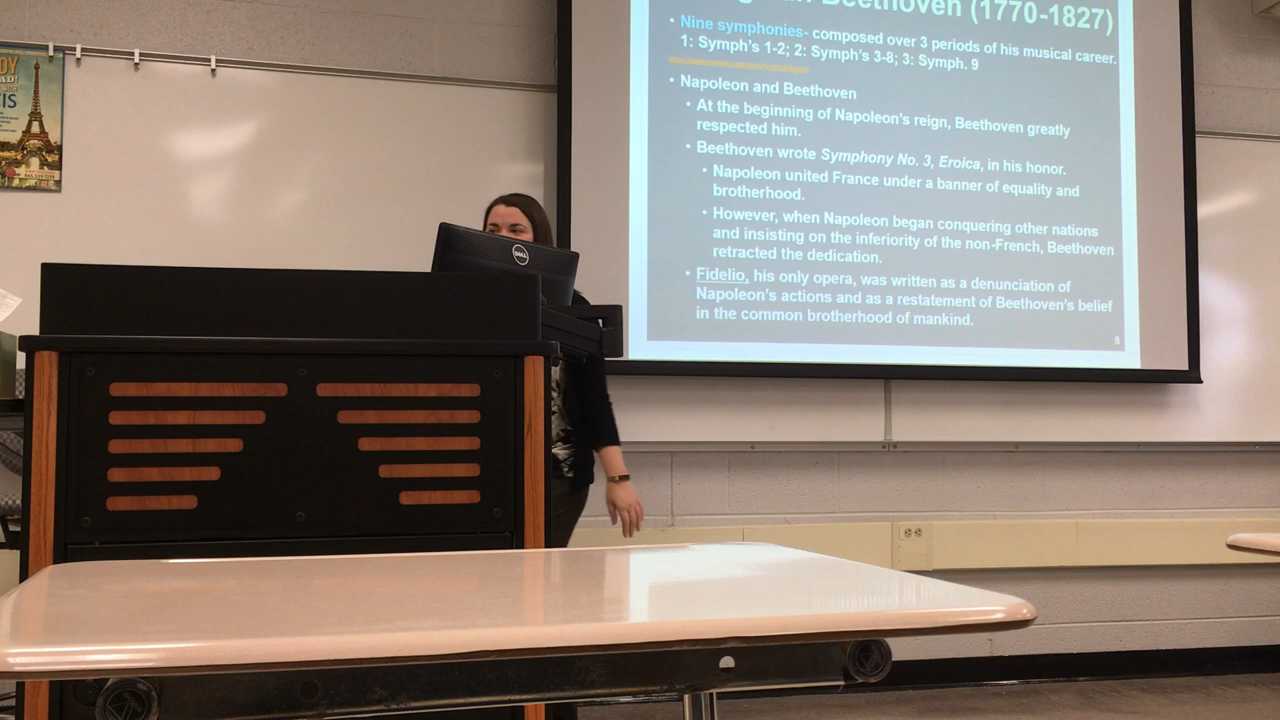 Beethoven (1770-1827)
• Nine symphonies- composed over 3 periods of his musical career.
1: Symph's 1-2; 2: Symph's 3-8; 3: Symph. 9
• Napoleon and Beethoven
• At the beginning of Napoleon's reign, Beethoven greatly
respected him.
• Beethoven wrote Symphony No. 3, Eroica, in his honor.
• Napoleon united France under a banner of equality and
brotherhood.
• However, when Napoleon began conquering other nations
and insisting on the inferiority of the non-French, Beethoven
retracted the dedication.
• Fidelio, his only opera, was written as a denunciation of
Napoleon's actions and as a restatement of Beethoven's belief
in the common brotherhood of mankind.
8
DELL